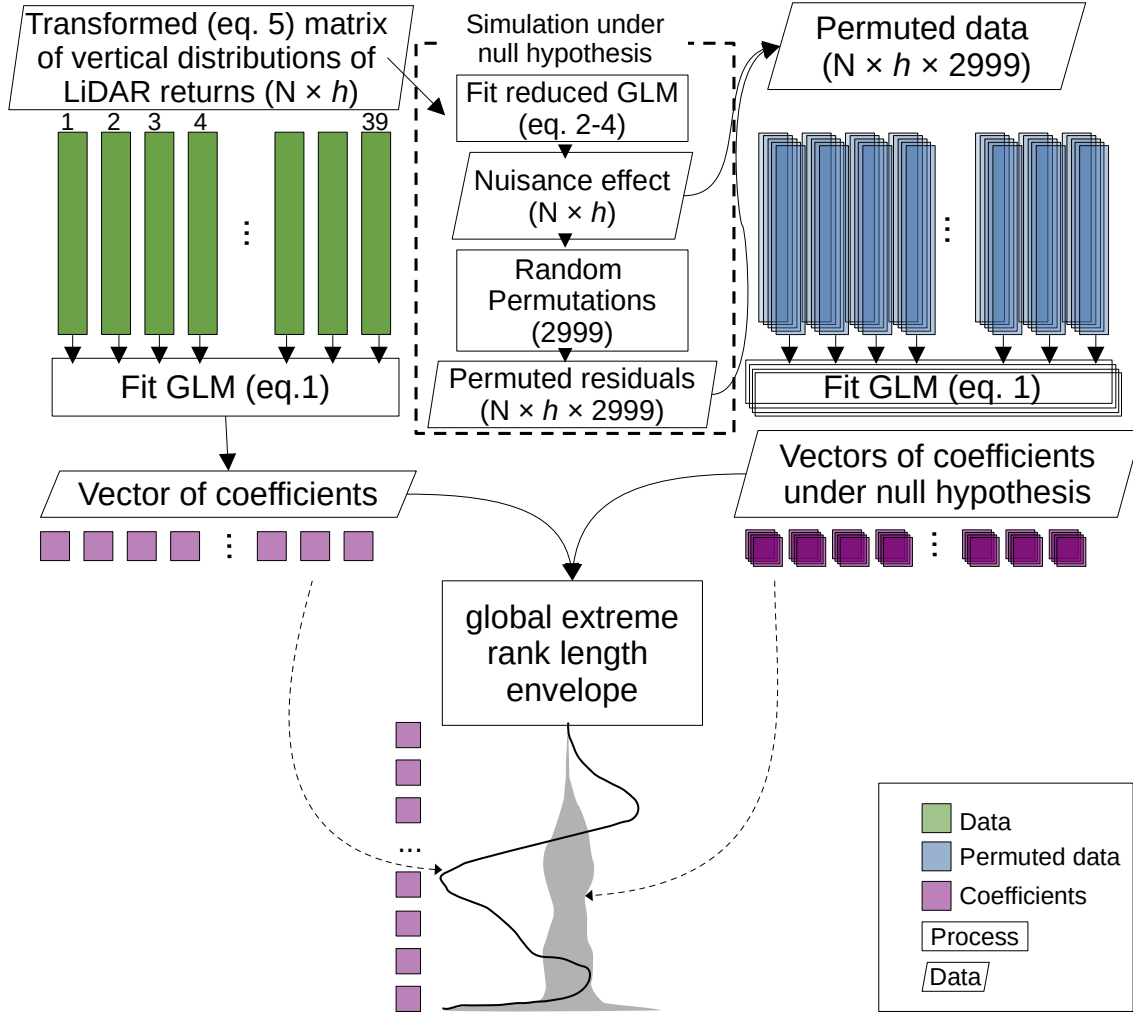 Transformed (eq. 5) matrix
of vertical distributions of
LiDAR returns (N × h)
1 2 3 4 39
⋮
Fit GLM (eq.1)
Vector of coefficients
⋮
Simulation under
null hypothesis
Fit reduced GLM
(eq. 2-4)
Nuisance effect
(N × h)
Random
Permutations
(2999)
Permuted residuals
(N × h × 2999)
Permuted data
(N × h × 2999)
⋮
Fit GLM (eq. 1)
Vectors of coefficients
under null hypothesis
⋮
global extreme
rank length
envelope
...
Data
Permuted data
Coefficients
Process
Data